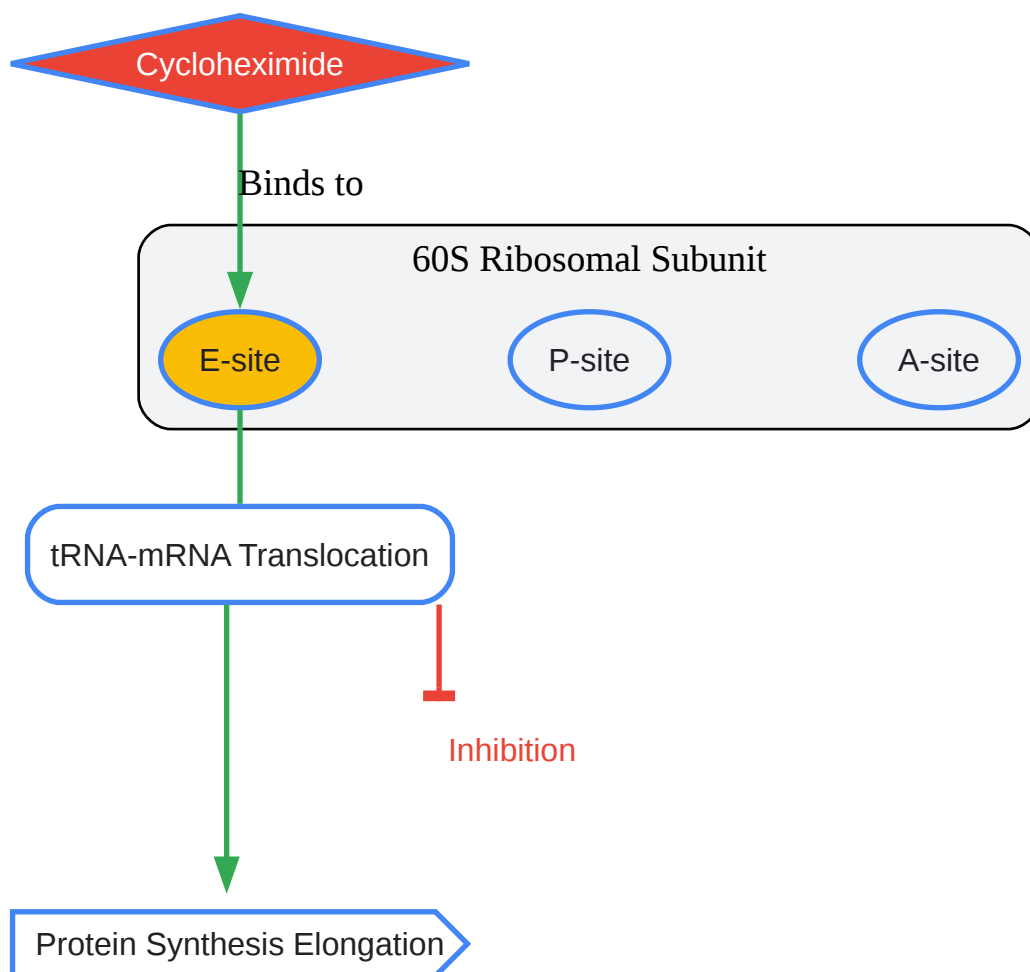 Cycloheximide
Binds to
60S Ribosomal Subunit
E-site
P-site
A-site
tRNA-mRNA Translocation
Inhibition
Protein Synthesis Elongation